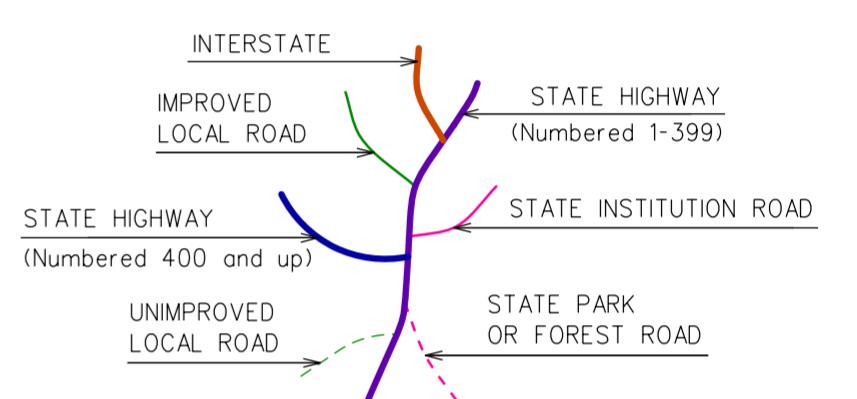 INTERSTATE
IMPROVED
LOCAL ROAD
STATE HIGHWAY
(Numbered 1-399)
STATE HIGHWAY
(Numbered 400 and up)
STATE INSTITUTION ROAD
UNIMPROVED
LOCAL ROAD
STATE PARK
OR FOREST ROAD